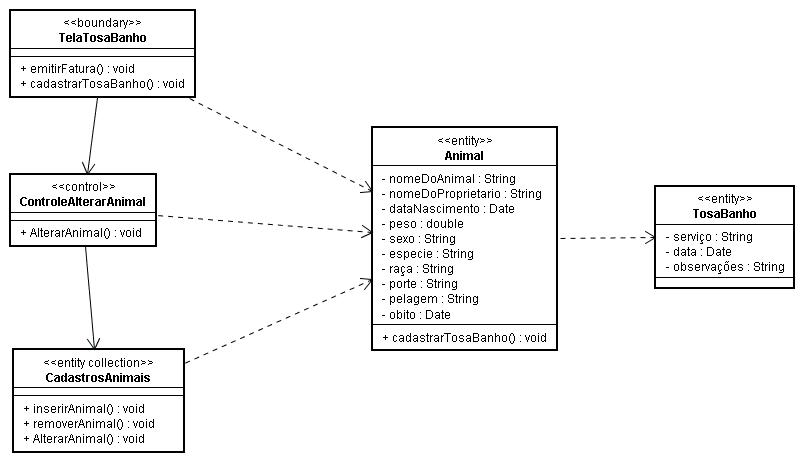 <<boundary>>
TelaTosaBanho
+ emitirFatura() : void
+ cadastrarTosaBanho() : void
<<control>>
ControleAlterarAnimal
+ AlterarAnimal() : void
<<entity collection>>
CadastrosAnimais
+ inserirAnimal() : void
+ removerAnimal() : void
+ AlterarAnimal() : void
<<entity>>
Animal
- nomeDoAnimal : String
- nomeDoProprietario : String
- dataNascimento : Date
- peso : double
- sexo : String
- especie : String
- raça : String
- porte : String
- pelagem : String
- obito : Date
+ cadastrarTosaBanho() : void
<<entity>>
TosaBanho
- serviço : String
- data : Date
- observações : String